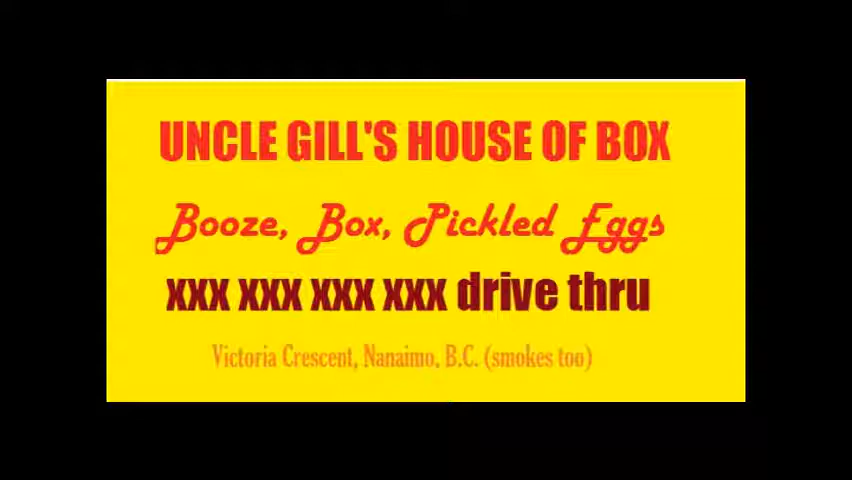 UNCLE GILL'S HOUSE OF BOX
Booze, Box, Pickled Eggs
xxx xxx xxx xxx drive thru
Victoria Crescent, Nanaimo, B.C. (smokes too)